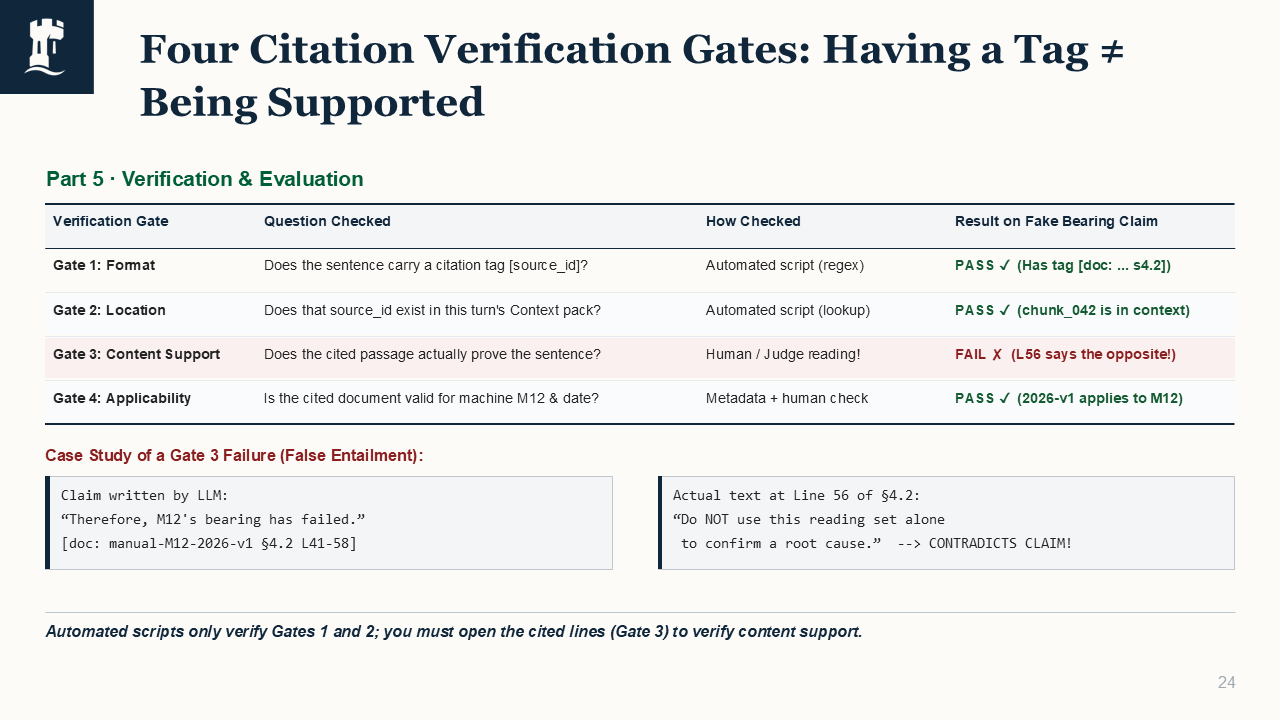 Four Citation Verification Gates: Having a Tag ≠
Being Supported
Part 5 · Verification & Evaluation
Verification Gate Question Checked How Checked Result on Fake Bearing Claim
Gate 1: Format Does the sentence carry a citation tag [source_id]? Automated script (regex) PASS ✓ (Has tag [doc: ... s4.2])
Gate 2: Location Does that source_id exist in this turn's Context pack? Automated script (lookup) PASS ✓ (chunk_042 is in context)
Gate 3: Content Support Does the cited passage actually prove the sentence? Human / Judge reading! FAIL ✗ (L56 says the opposite!)
Gate 4: Applicability Is the cited document valid for machine M12 & date? Metadata + human check PASS ✓ (2026-v1 applies to M12)
Case Study of a Gate 3 Failure (False Entailment):
Claim written by LLM:
“Therefore, M12's bearing has failed.”
[doc: manual-M12-2026-v1 §4.2 L41-58]
Actual text at Line 56 of §4.2:
“Do NOT use this reading set alone
to confirm a root cause.” --> CONTRADICTS CLAIM!
Automated scripts only verify Gates 1 and 2; you must open the cited lines (Gate 3) to verify content support.
24